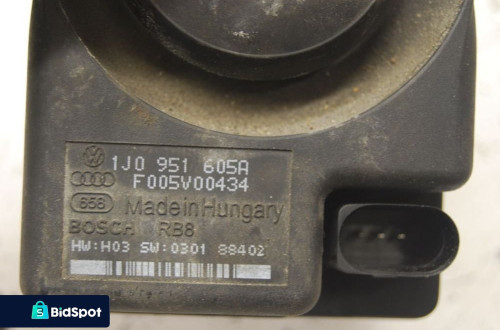 1J0 951 605A
F005V00434
658 Made in Hungary
BOSCH RB8
HW:H03 SW:0301 88402
BidSpot